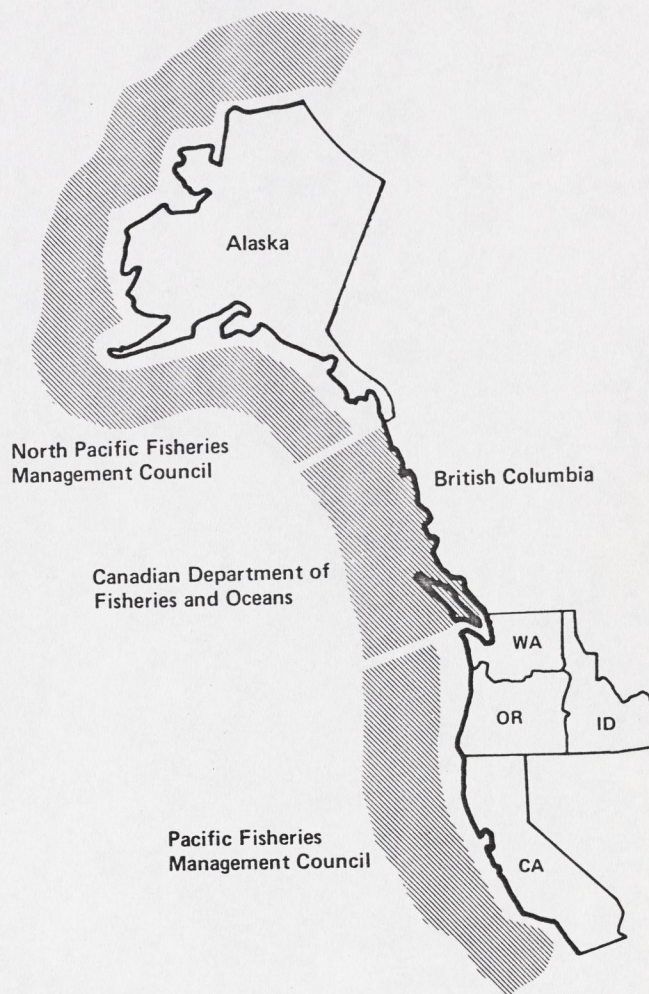 Alaska
North Pacific Fisheries
Management Council
British Columbia
Canadian Department of
Fisheries and Oceans
WA
OR
ID
Pacific Fisheries
Management Council
CA